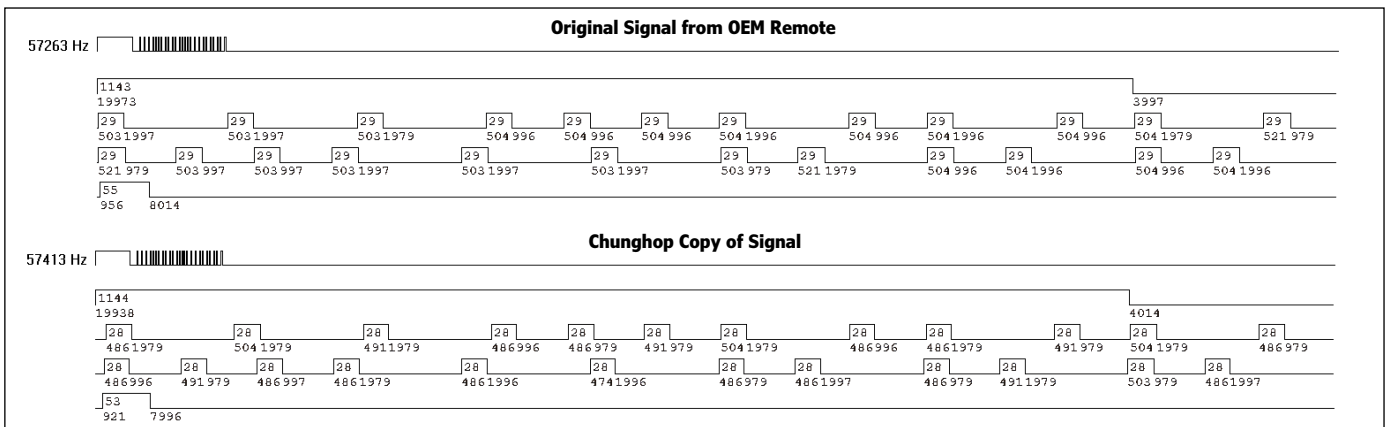 Original Signal from OEM Remote
57263 Hz
1143
19973 3997
29 29 29 29 29 29 29 29 29 29 29 29
503 1997 503 1997 503 1979 504 996 504 996 504 996 504 1996 504 996 504 1996 504 996 504 1979 521 979
29 29 29 29 29 29 29 29 29 29 29 29
521 979 503 997 503 997 503 1997 503 1997 503 1997 503 979 521 1979 504 996 504 1996 504 996 504 1996
55
956 8014
Chunghop Copy of Signal
57413 Hz
1144
19938 4014
28 28 28 28 28 28 28 28 28 28 28 28
486 1979 504 1979 491 1979 486 996 486 979 491 979 504 1979 486 996 486 1979 491 979 504 1979 486 979
28 28 28 28 28 28 28 28 28 28 28 28
486 996 491 979 486 997 486 1979 486 1996 474 1996 486 979 486 1997 486 979 491 1979 503 979 486 1997
53
921 7996